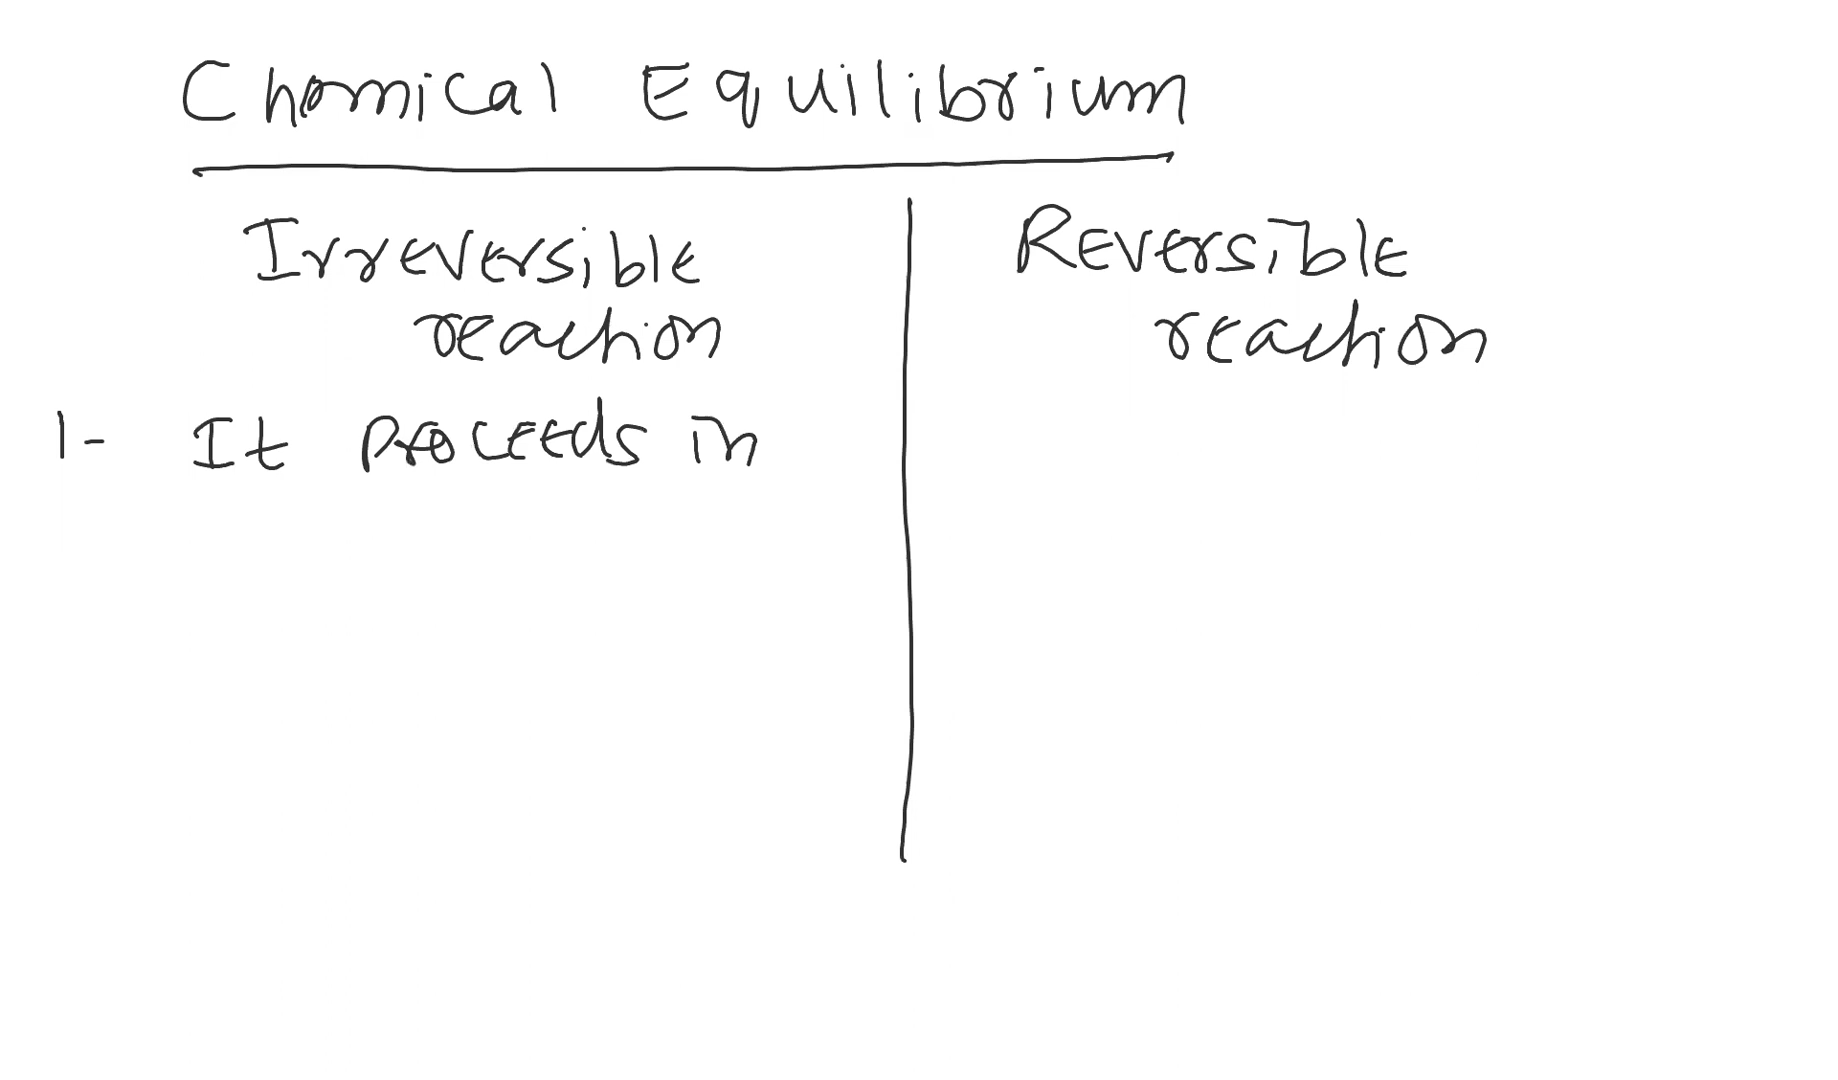 Chemical Equilibrium
Irreversible
reaction
Reversible
reaction
1- It proceeds in